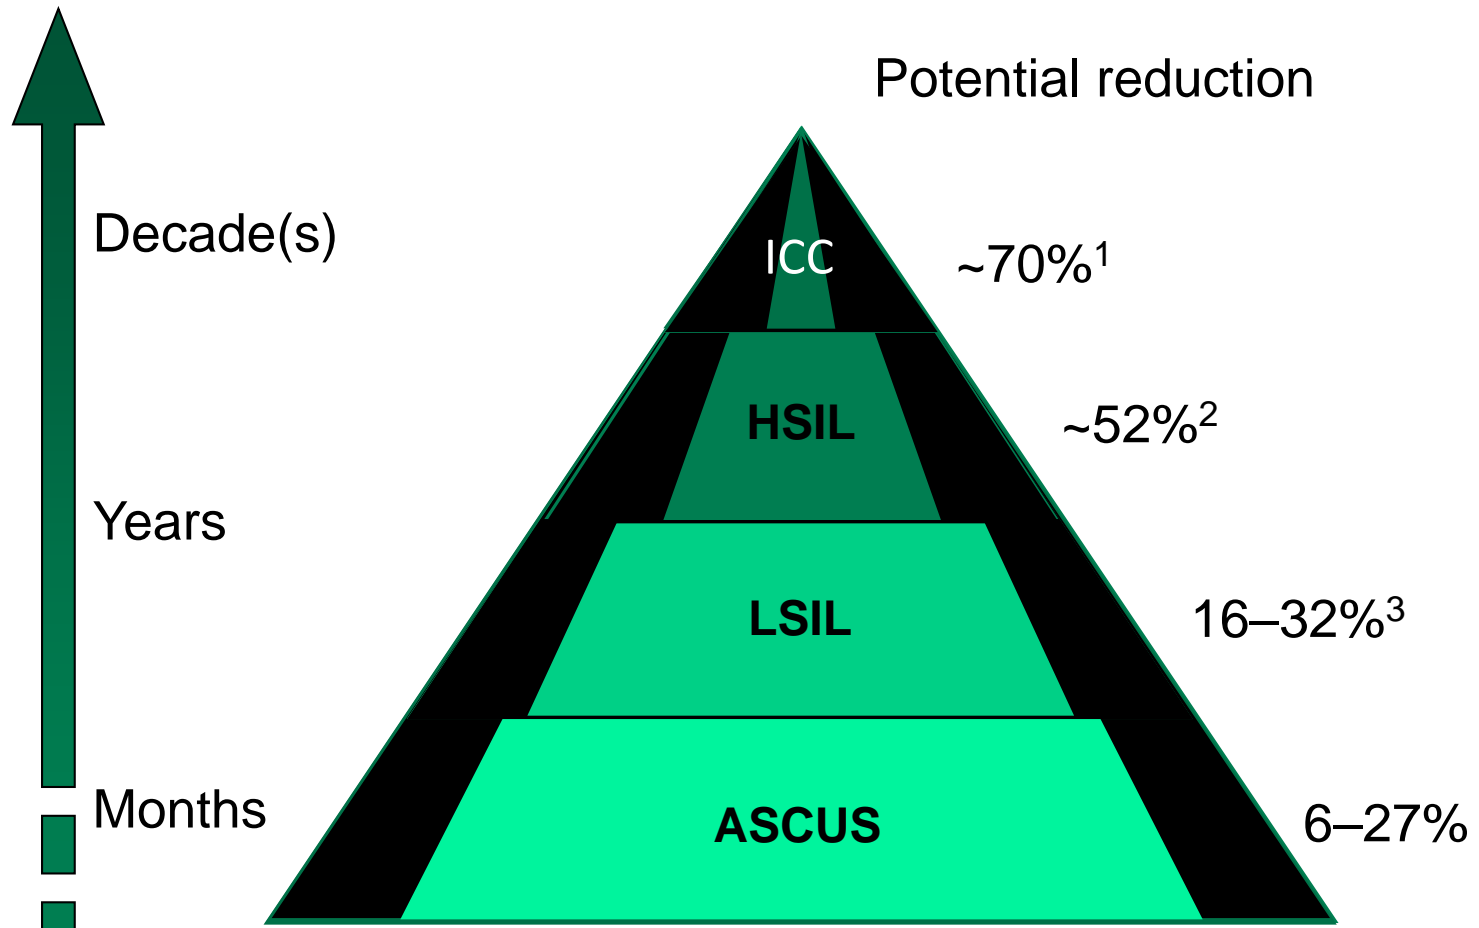 Potential reduction
Decade(s)
ICC
~70%¹
HSIL
~52%²
Years
LSIL
16–32%³
Months
ASCUS
6–27%